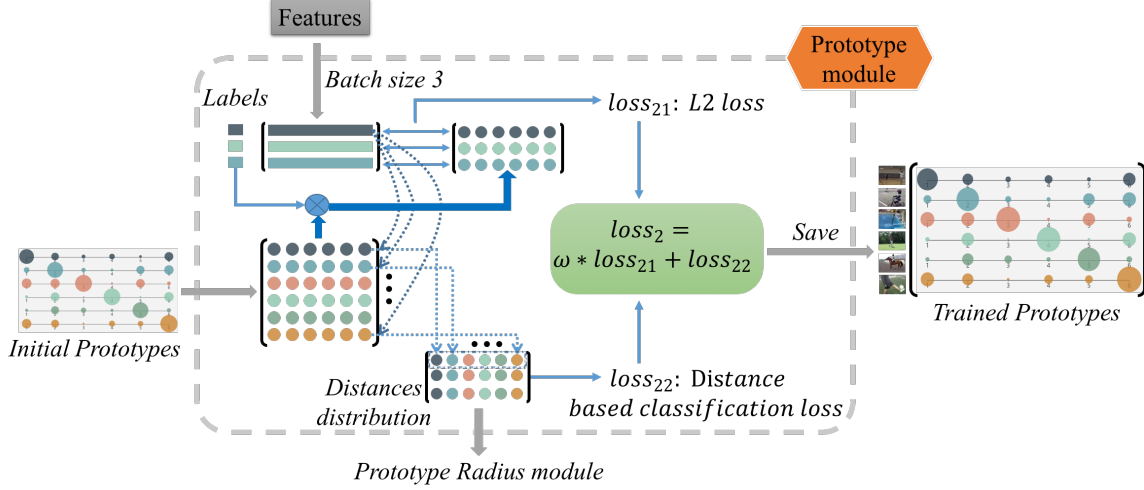 Features
Prototype
module
Batch size 3
Labels
loss₂₁: L2 loss
loss₂ =
ω * loss₂₁ + loss₂₂
Save
Initial Prototypes
Trained Prototypes
Distances
distribution
loss₂₂: Distance
based classification loss
Prototype Radius module